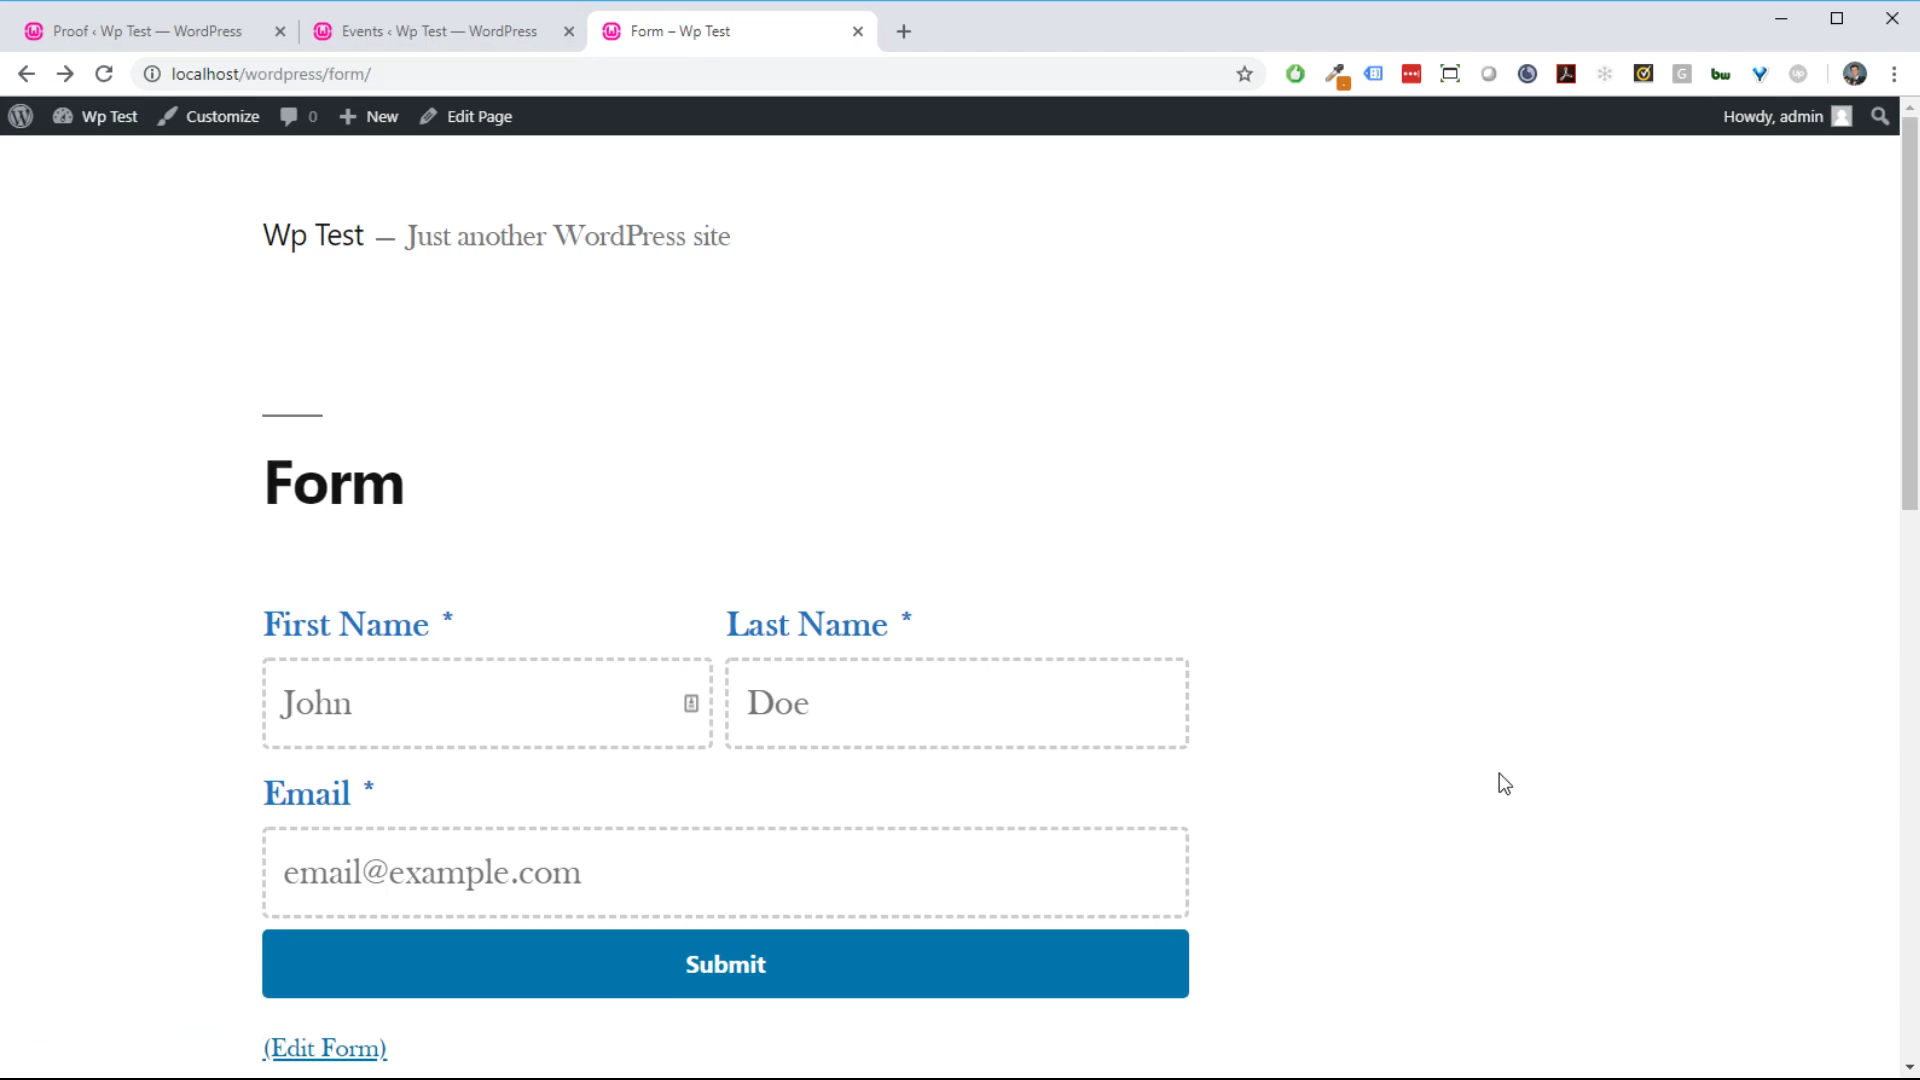 Proof ‹ Wp Test — WordPress
Events ‹ Wp Test — WordPress
Form – Wp Test
localhost/wordpress/form/
Wp Test
Customize
0
New
Edit Page
Howdy, admin
Wp Test — Just another WordPress site
Form
First Name *
Last Name *
John
Doe
Email *
email@example.com
Submit
(Edit Form)